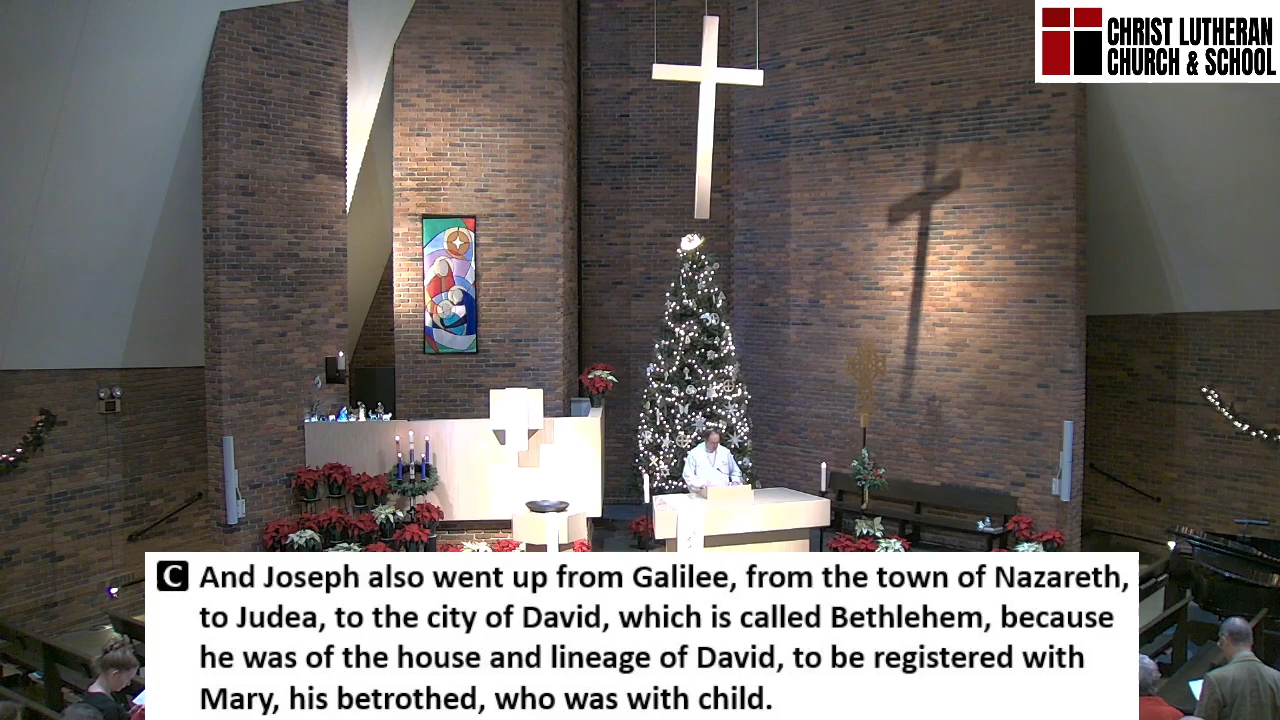 CHRIST LUTHERAN
CHURCH & SCHOOL
C And Joseph also went up from Galilee, from the town of Nazareth,
to Judea, to the city of David, which is called Bethlehem, because
he was of the house and lineage of David, to be registered with
Mary, his betrothed, who was with child.